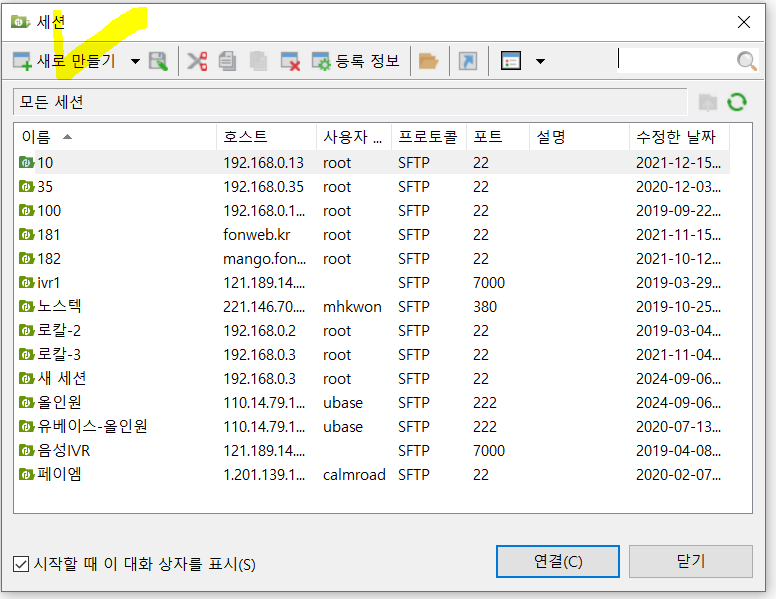 세션
새로 만들기 등록 정보
모든 세션
이름 호스트 사용자 ... 프로토콜 포트 설명 수정한 날짜
10 192.168.0.13 root SFTP 22 2021-12-15...
35 192.168.0.35 root SFTP 22 2020-12-03...
100 192.168.0.1... root SFTP 22 2019-09-22...
181 fonweb.kr root SFTP 22 2021-11-15...
182 mango.fon... root SFTP 22 2021-10-12...
ivr1 121.189.14.... SFTP 7000 2019-03-29...
노스텍 221.146.70.... mhkwon SFTP 380 2019-10-25...
로칼-2 192.168.0.2 root SFTP 22 2019-03-04...
로칼-3 192.168.0.3 root SFTP 22 2021-11-04...
새 세션 192.168.0.3 root SFTP 22 2024-09-06...
올인원 110.14.79.1... ubase SFTP 222 2024-09-06...
유베이스-올인원 110.14.79.1... ubase SFTP 222 2020-07-13...
음성IVR 121.189.14.... SFTP 7000 2019-04-08...
페이엠 1.201.139.1... calmroad SFTP 22 2020-02-07...
시작할 때 이 대화 상자를 표시(S)
연결(C) 닫기